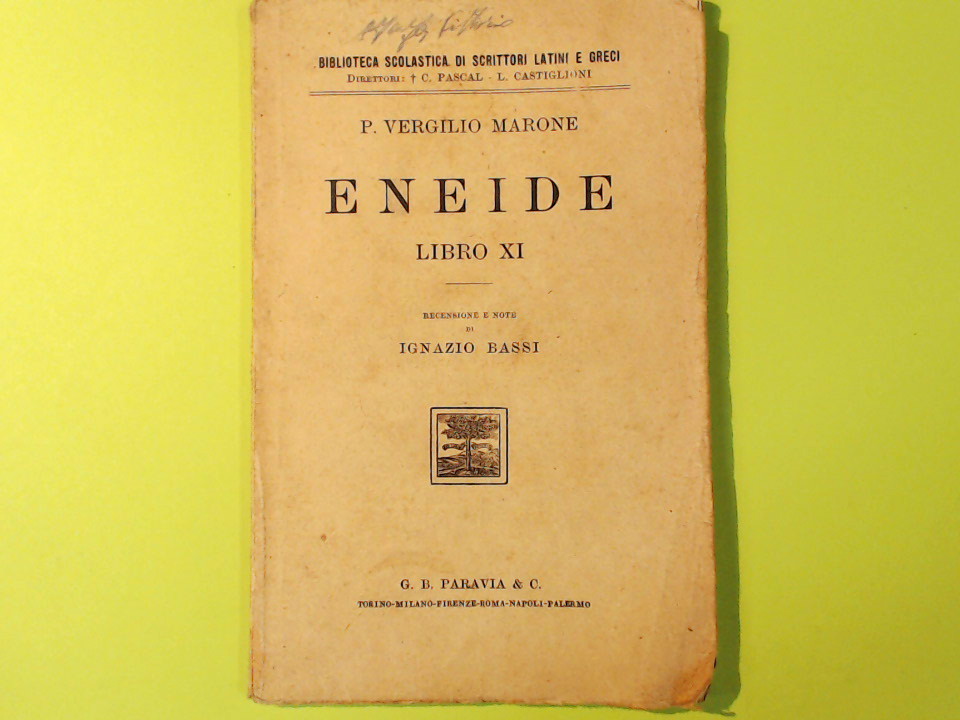 BIBLIOTECA SCOLASTICA DI SCRITTORI LATINI E GRECI
DIRETTORI: † C. PASCAL - L. CASTIGLIONI
P. VERGILIO MARONE
ENEIDE
LIBRO XI
RECENSIONE E NOTE
DI
IGNAZIO BASSI
G. B. PARAVIA & C.
TORINO-MILANO-FIRENZE-ROMA-NAPOLI-PALERMO